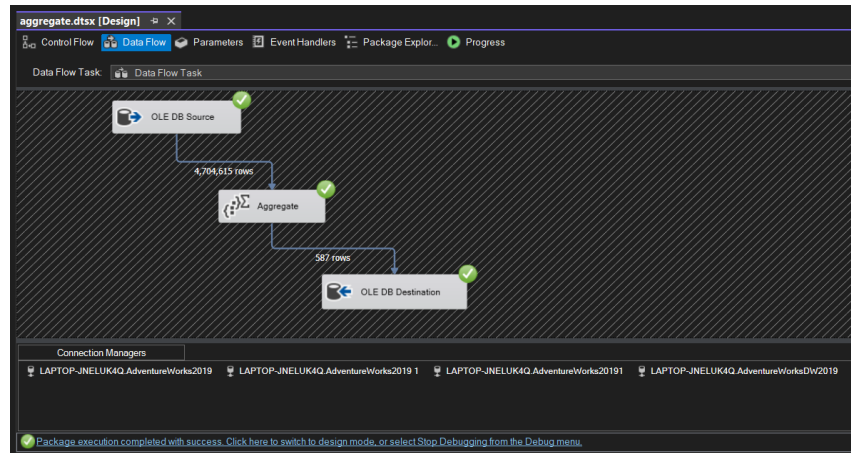 aggregate.dtsx [Design]
Control Flow Data Flow Parameters Event Handlers Package Explor... Progress
Data Flow Task: Data Flow Task
OLE DB Source
4,704,615 rows
Aggregate
587 rows
OLE DB Destination
Connection Managers
LAPTOP-JNELUK4Q.AdventureWorks2019 LAPTOP-JNELUK4Q.AdventureWorks2019 1 LAPTOP-JNELUK4Q.AdventureWorks20191 LAPTOP-JNELUK4Q.AdventureWorksDW2019
Package execution completed with success. Click here to switch to design mode, or select Stop Debugging from the Debug menu.